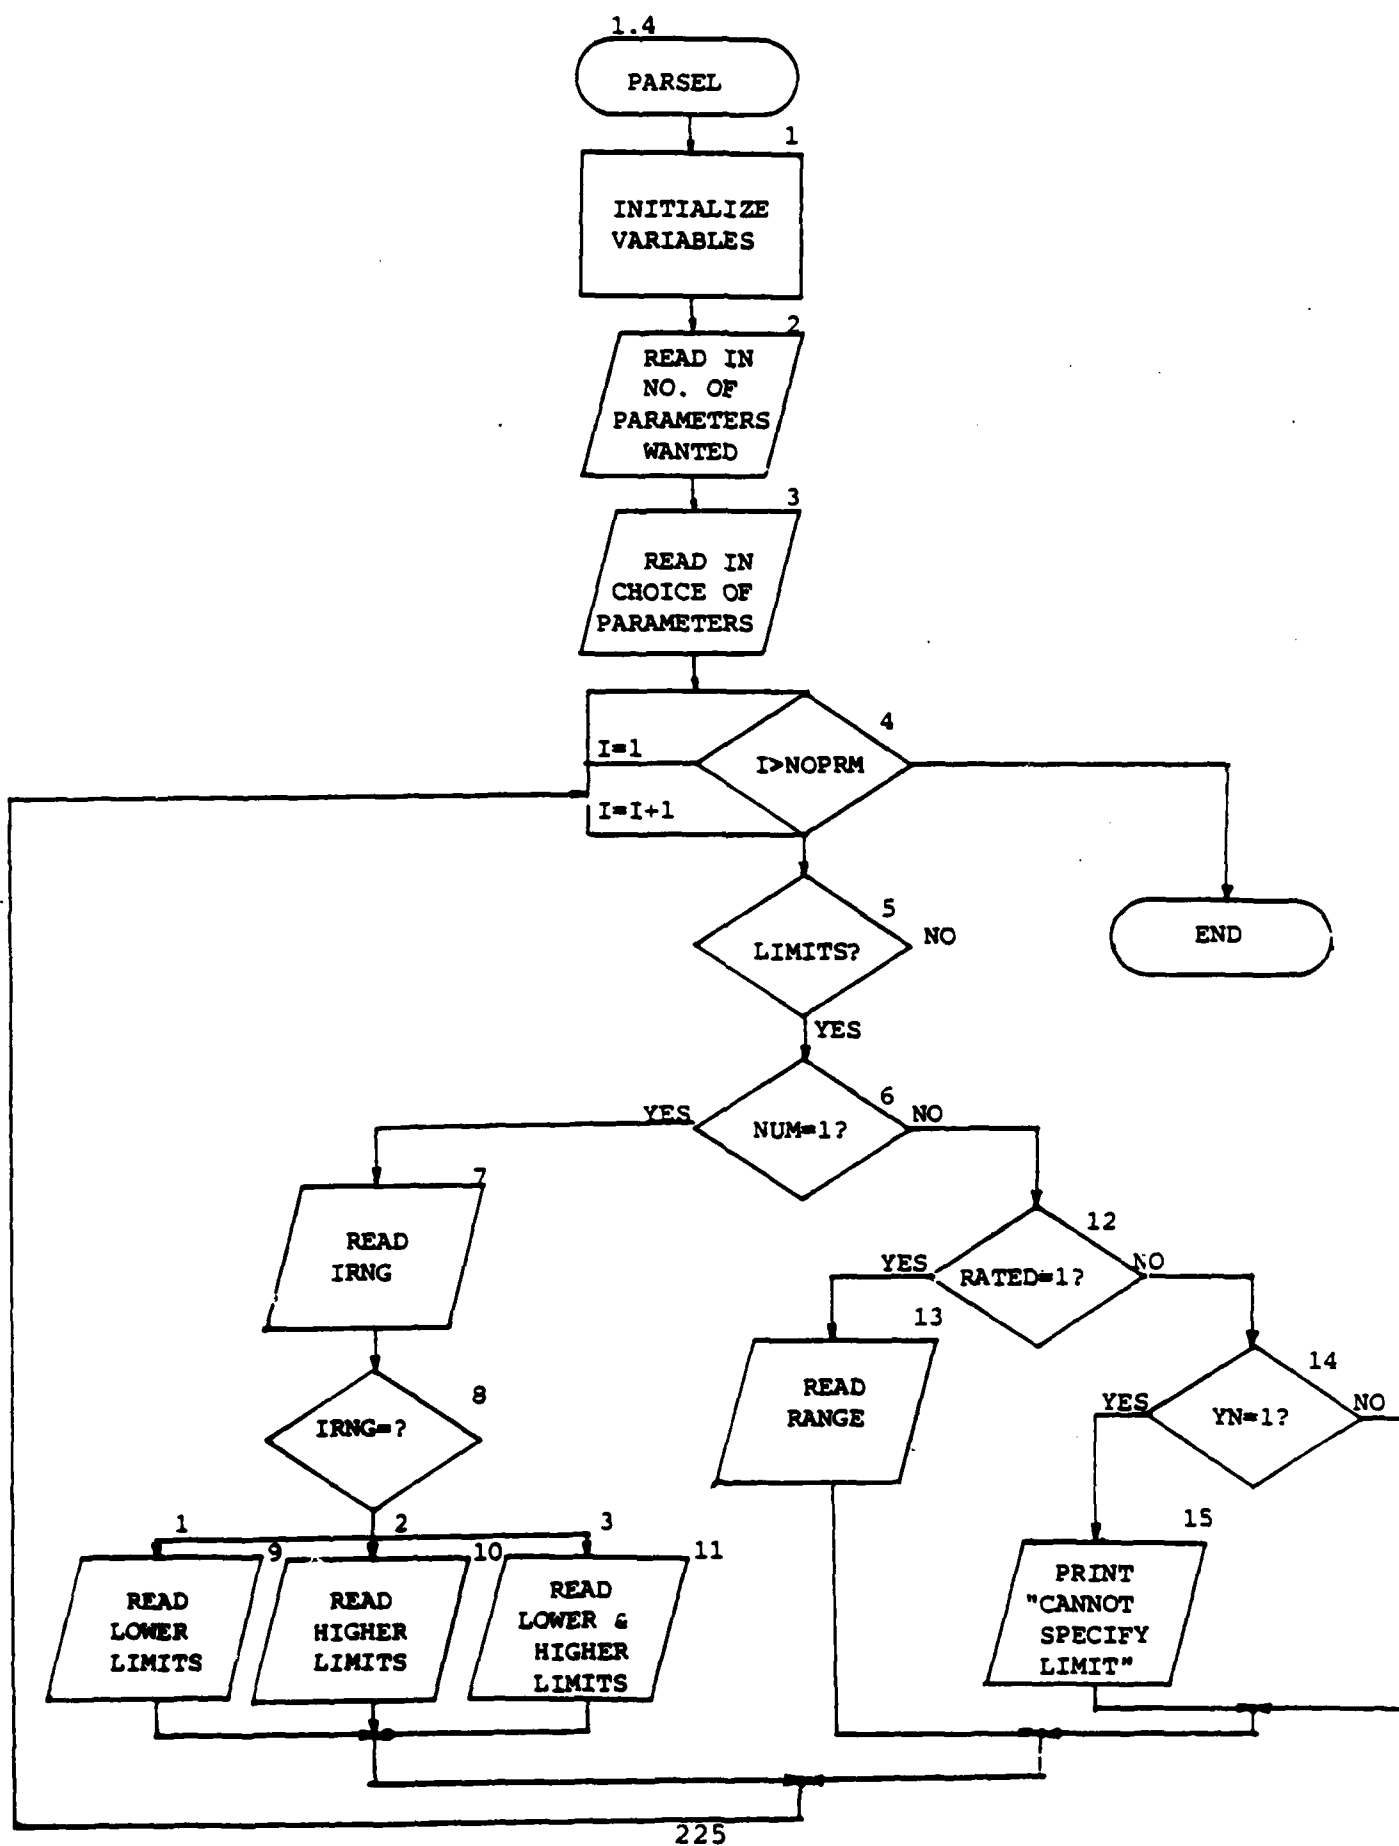 1.4
PARSEL
1
INITIALIZE
VARIABLES
2
READ IN
NO. OF
PARAMETERS
WANTED
3
READ IN
CHOICE OF
PARAMETERS
4
I=1
I>NOPRM
I=I+1
5
LIMITS?
NO
END
YES
6
YES
NUM=1?
NO
7
READ
IRNG
12
YES
RATED=1?
NO
13
READ
RANGE
14
YES
YN=1?
NO
8
IRNG=?
1
2
3
9
READ
LOWER
LIMITS
10
READ
HIGHER
LIMITS
11
READ
LOWER &
HIGHER
LIMITS
15
PRINT
"CANNOT
SPECIFY
LIMIT"
225